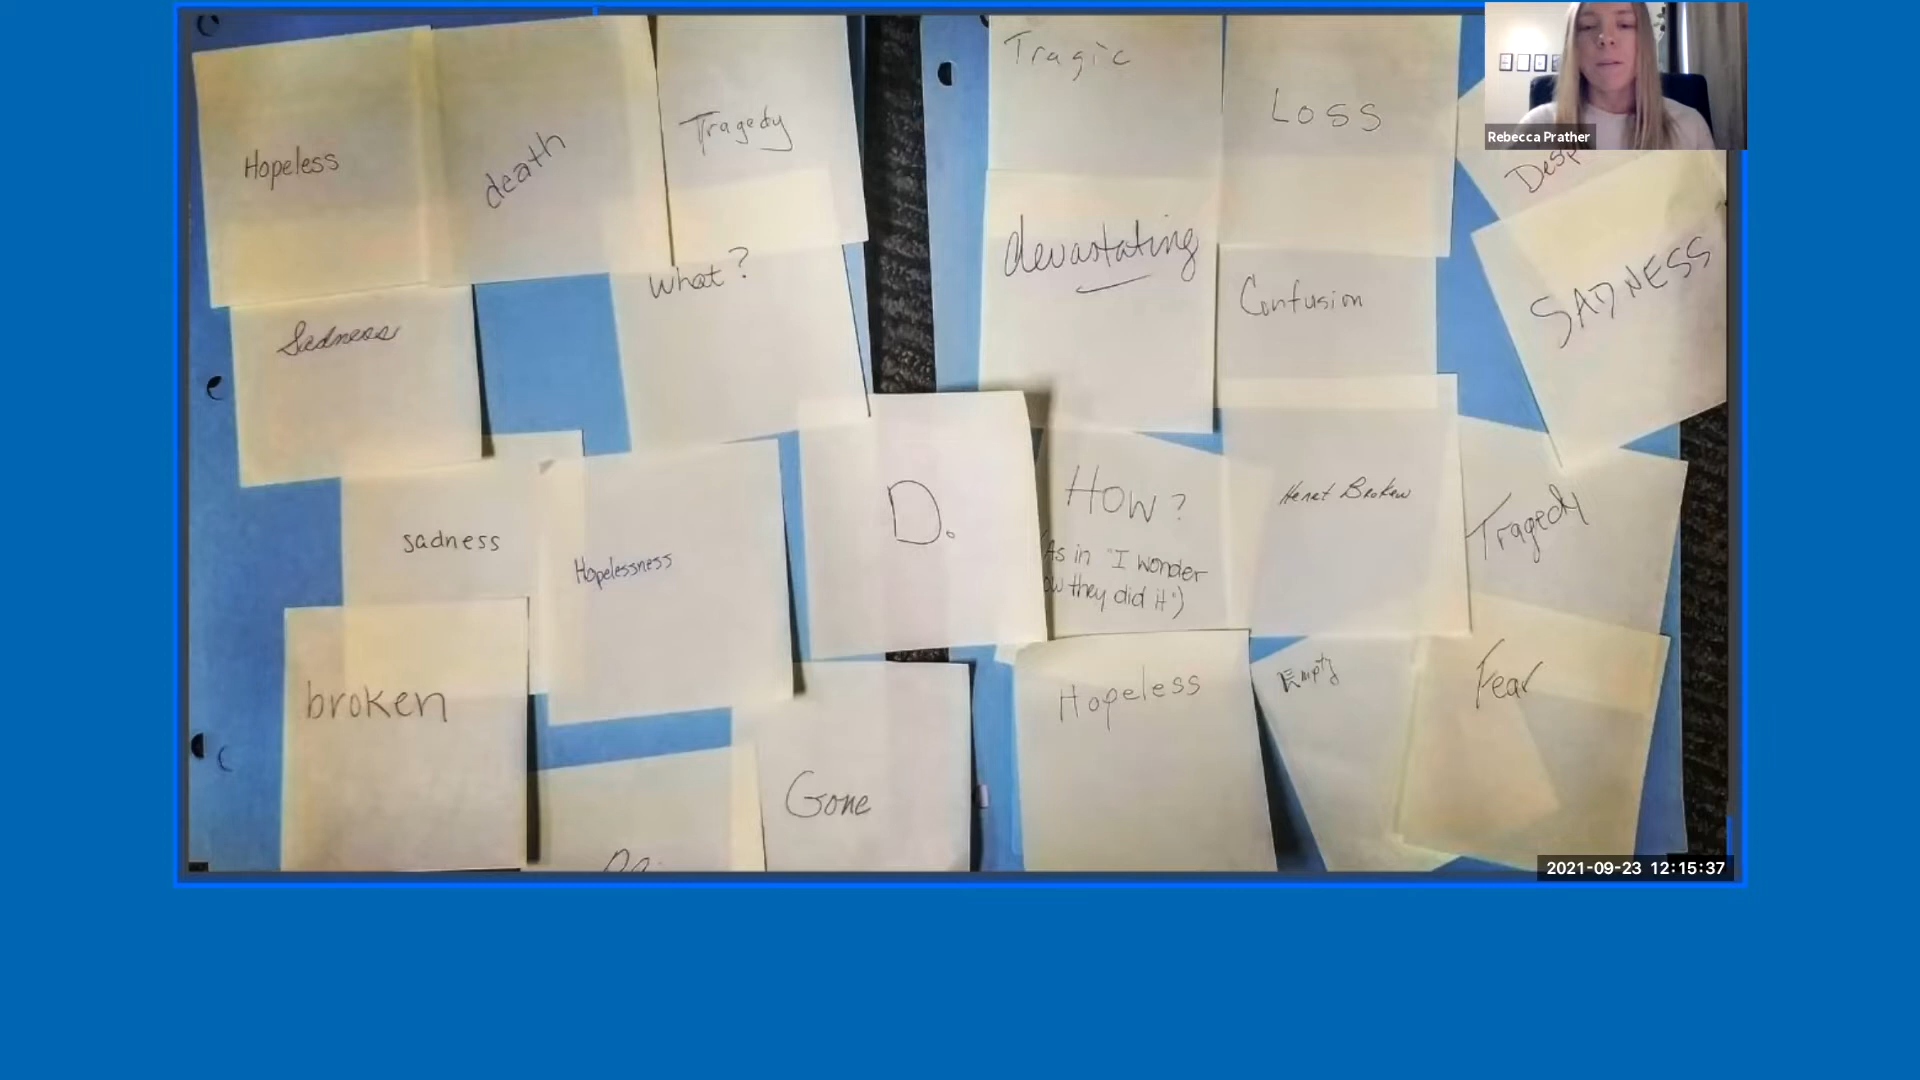 Hopeless
death
Tragedy
Tragic
Loss
Rebecca Prather
Sadness
What?
devastating
Confusion
SADNESS
sadness
Hopelessness
D.
How?
As in "I wonder
they did it")
Heart Broken
Tragedy
broken
Gone
Hopeless
Empty
Fear
2021-09-23 12:15:37